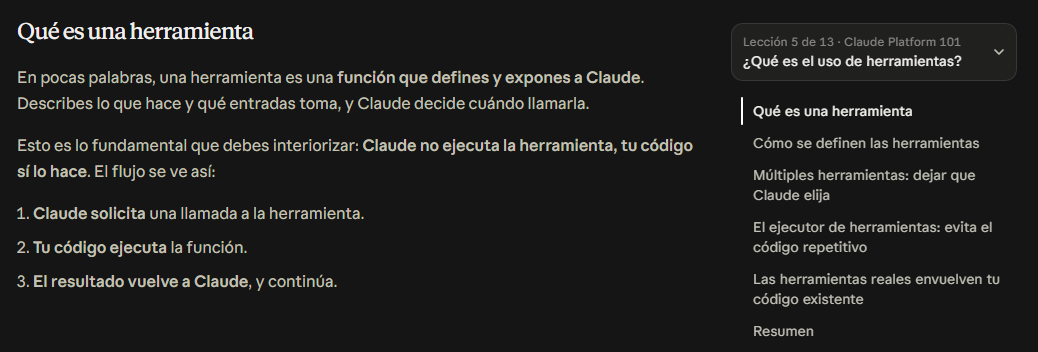 Qué es una herramienta
En pocas palabras, una herramienta es una función que defines y expones a Claude.
Describes lo que hace y qué entradas toma, y Claude decide cuándo llamarla.
Esto es lo fundamental que debes interiorizar: Claude no ejecuta la herramienta, tu código
sí lo hace. El flujo se ve así:
1. Claude solicita una llamada a la herramienta.
2. Tu código ejecuta la función.
3. El resultado vuelve a Claude, y continúa.
Lección 5 de 13 · Claude Platform 101
¿Qué es el uso de herramientas?
Qué es una herramienta
Cómo se definen las herramientas
Múltiples herramientas: dejar que
Claude elija
El ejecutor de herramientas: evita el
código repetitivo
Las herramientas reales envuelven tu
código existente
Resumen